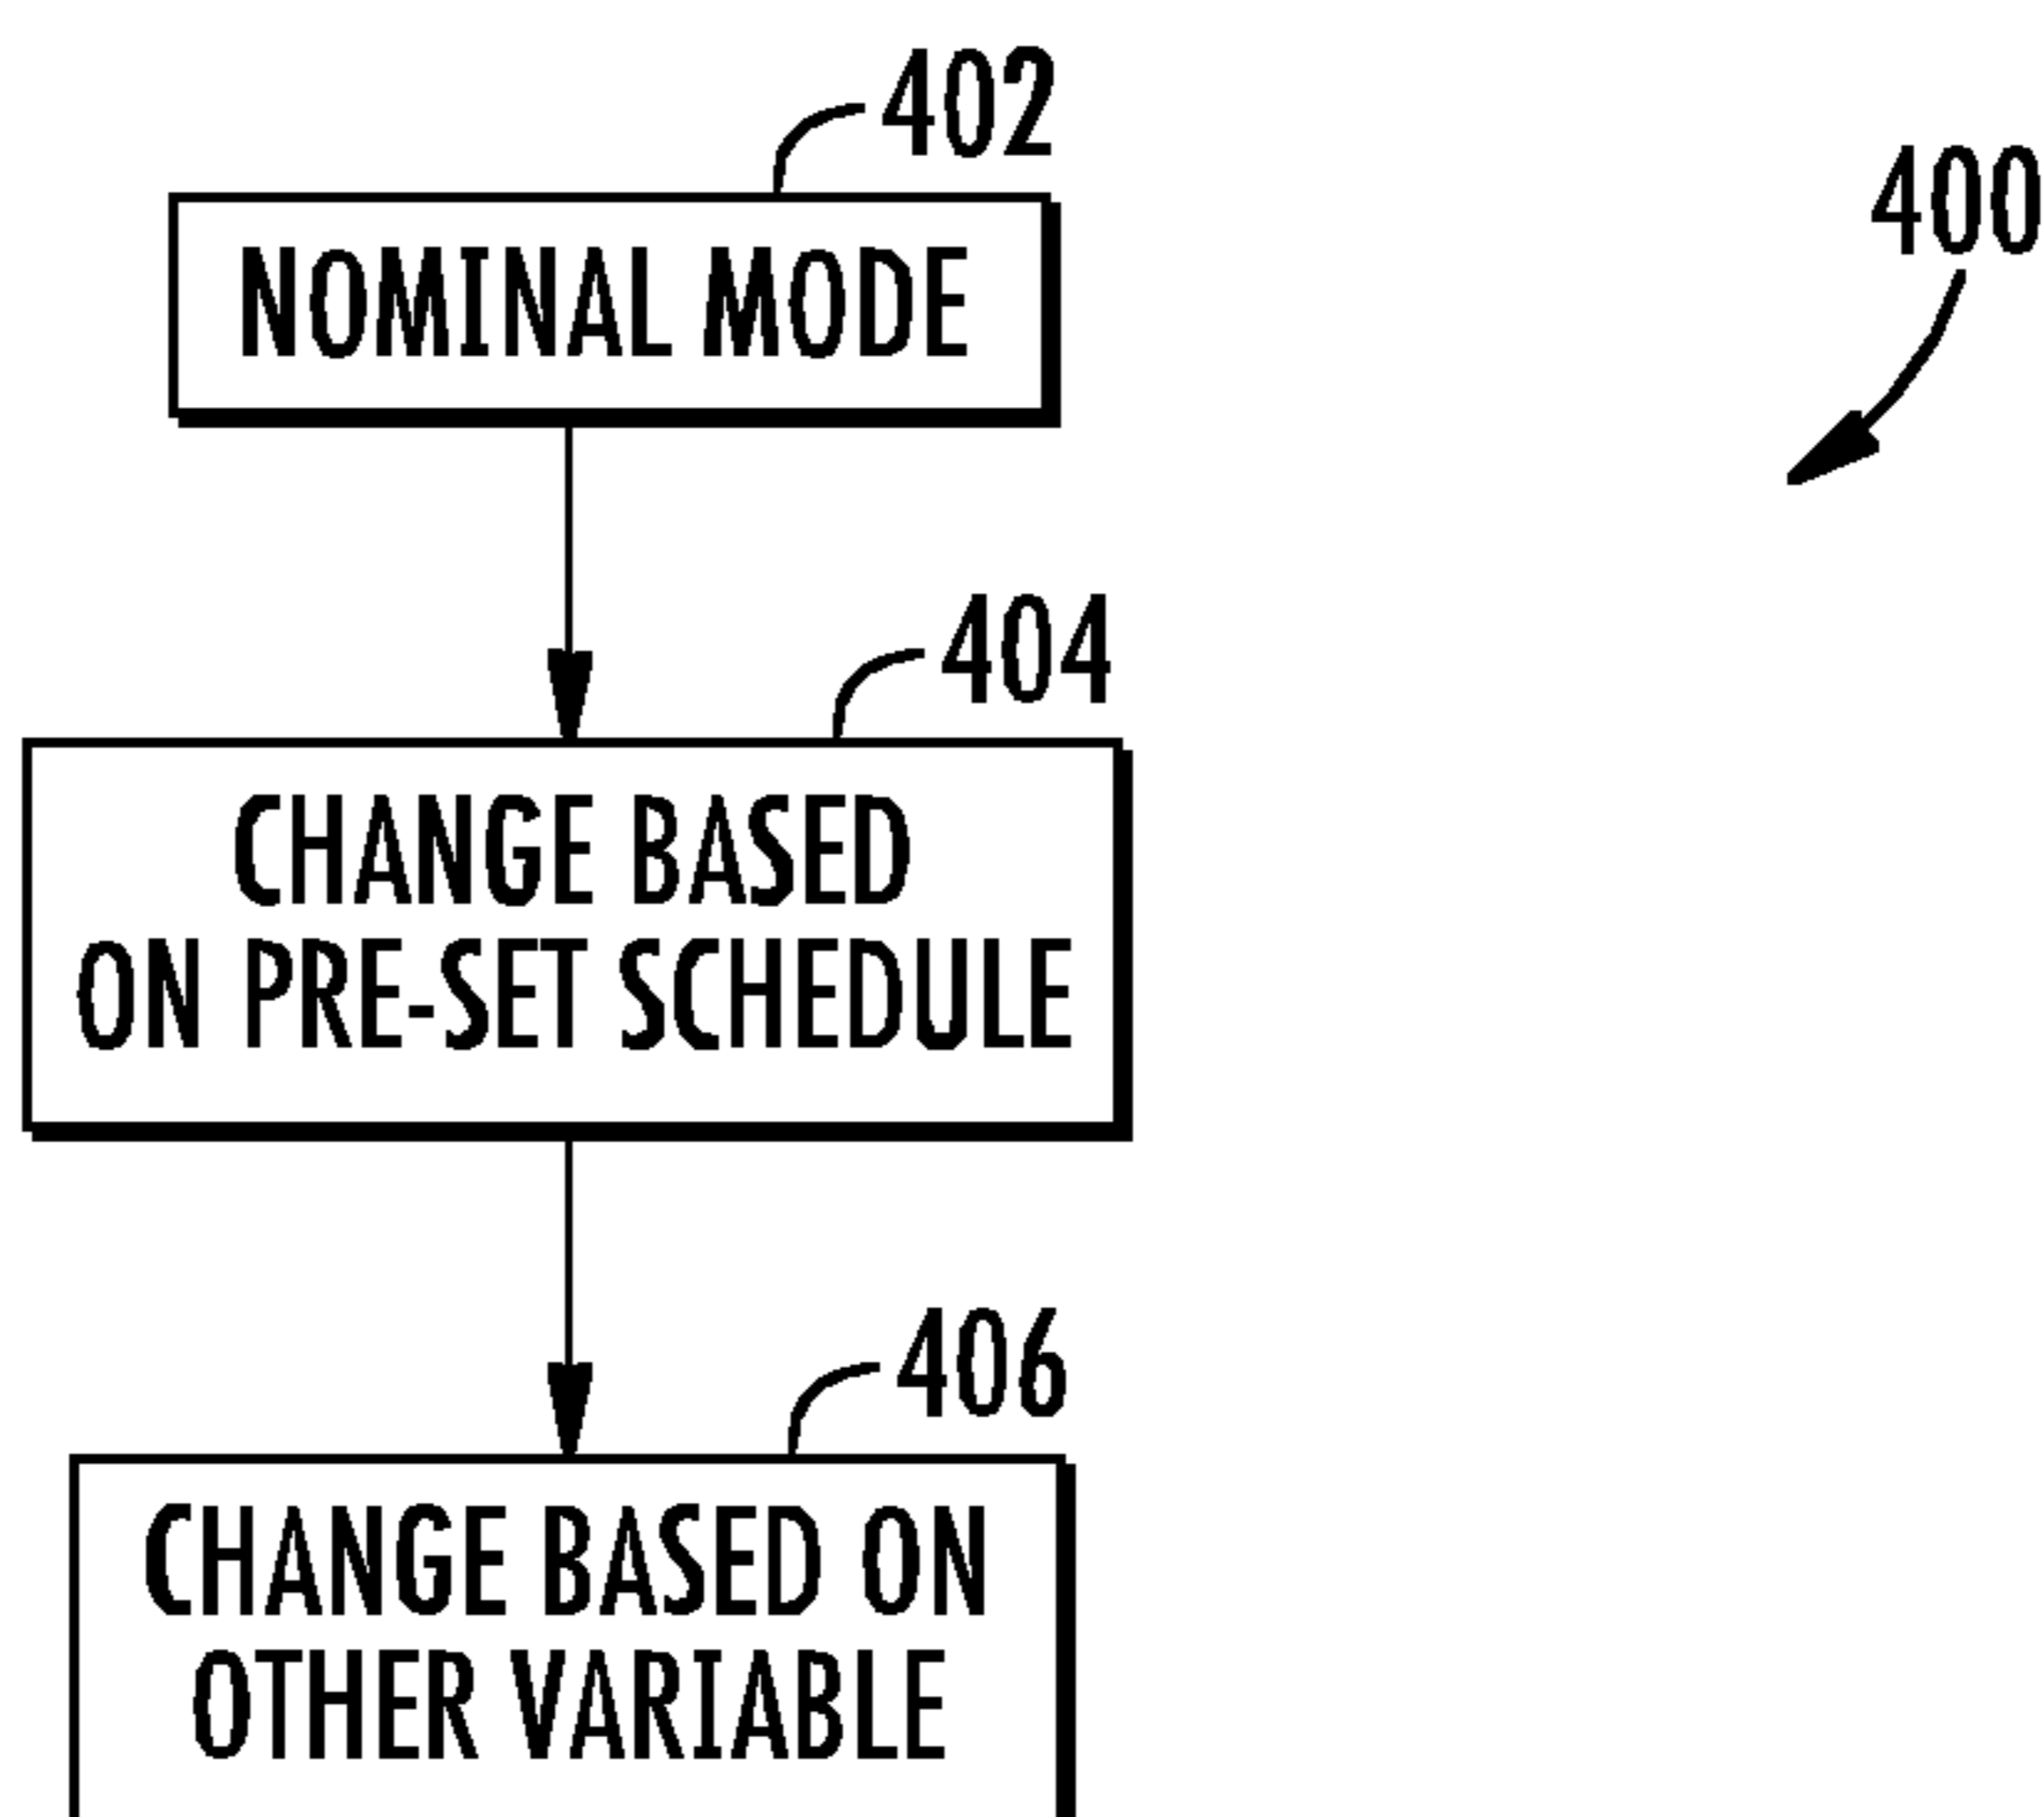 402
400
NOMINAL MODE
404
CHANGE BASED
ON PRE-SET SCHEDULE
406
CHANGE BASED ON
OTHER VARIABLE